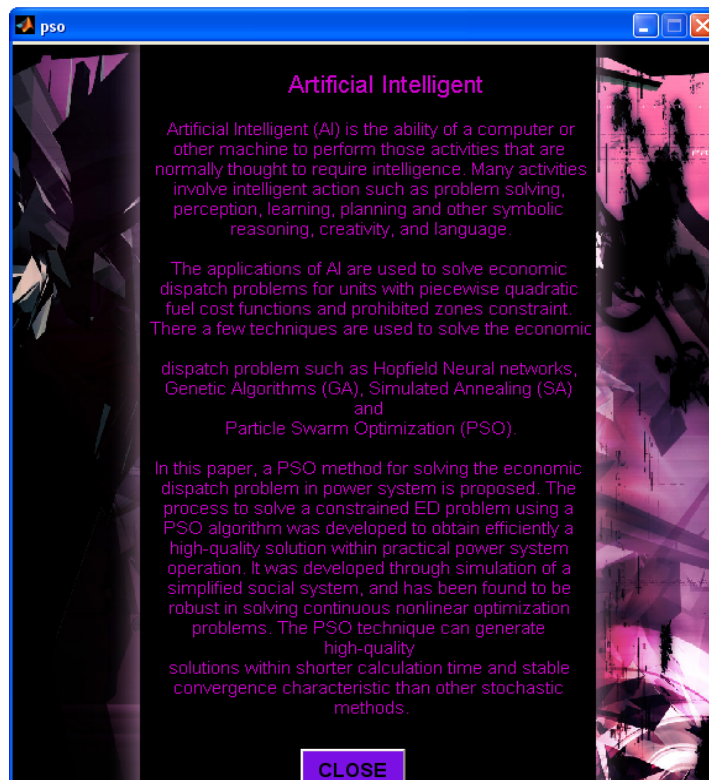 pso
Artificial Intelligent
Artificial Intelligent (AI) is the ability of a computer or
other machine to perform those activities that are
normally thought to require intelligence. Many activities
involve intelligent action such as problem solving,
perception, learning, planning and other symbolic
reasoning, creativity, and language.
The applications of AI are used to solve economic
dispatch problems for units with piecewise quadratic
fuel cost functions and prohibited zones constraint.
There a few techniques are used to solve the economic
dispatch problem such as Hopfield Neural networks,
Genetic Algorithms (GA), Simulated Annealing (SA)
and
Particle Swarm Optimization (PSO).
In this paper, a PSO method for solving the economic
dispatch problem in power system is proposed. The
process to solve a constrained ED problem using a
PSO algorithm was developed to obtain efficiently a
high-quality solution within practical power system
operation. It was developed through simulation of a
simplified social system, and has been found to be
robust in solving continuous nonlinear optimization
problems. The PSO technique can generate
high-quality
solutions within shorter calculation time and stable
convergence characteristic than other stochastic
methods.
CLOSE